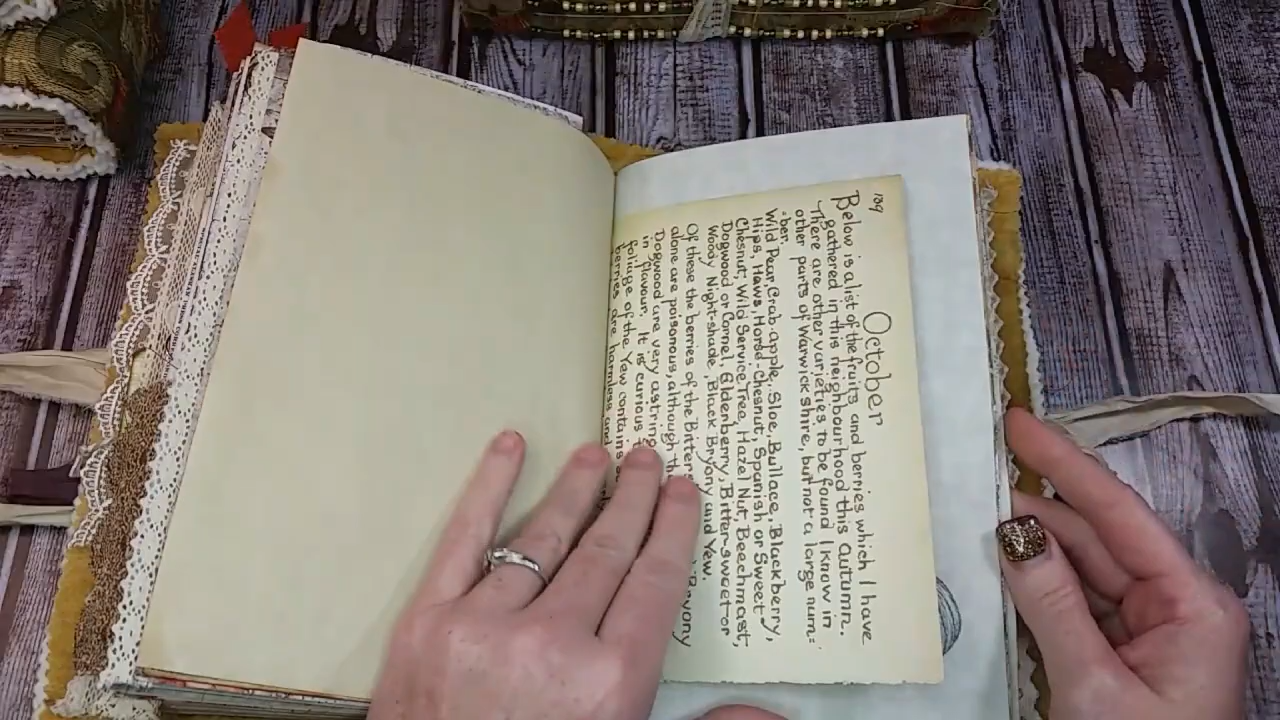 139
October
Below is a list of the fruits and berries which I have
gathered in this neighbourhood this autumn.
There are other varieties to be found I know in
other parts of Warwickshire, but not a large num:
:ber.
Wild Pear, Crab-apple, Sloe, Bullace, Blackberry,
Hips, Haws, Horse-chesnut, Spanish or Sweet
Chesnut, Wild Service Tree, Hazel Nut, Beechmast,
Dogwood or Cornel, Elderberry, Bitter-sweet or
Woody Night-shade, Black Bryony and Yew.
Of these the berries of the Bitter Bryony
alone are poisonous, although th
Dogwood are very astring
in flavour. It is curious
foliage of the Yew contains
berries are harmless and